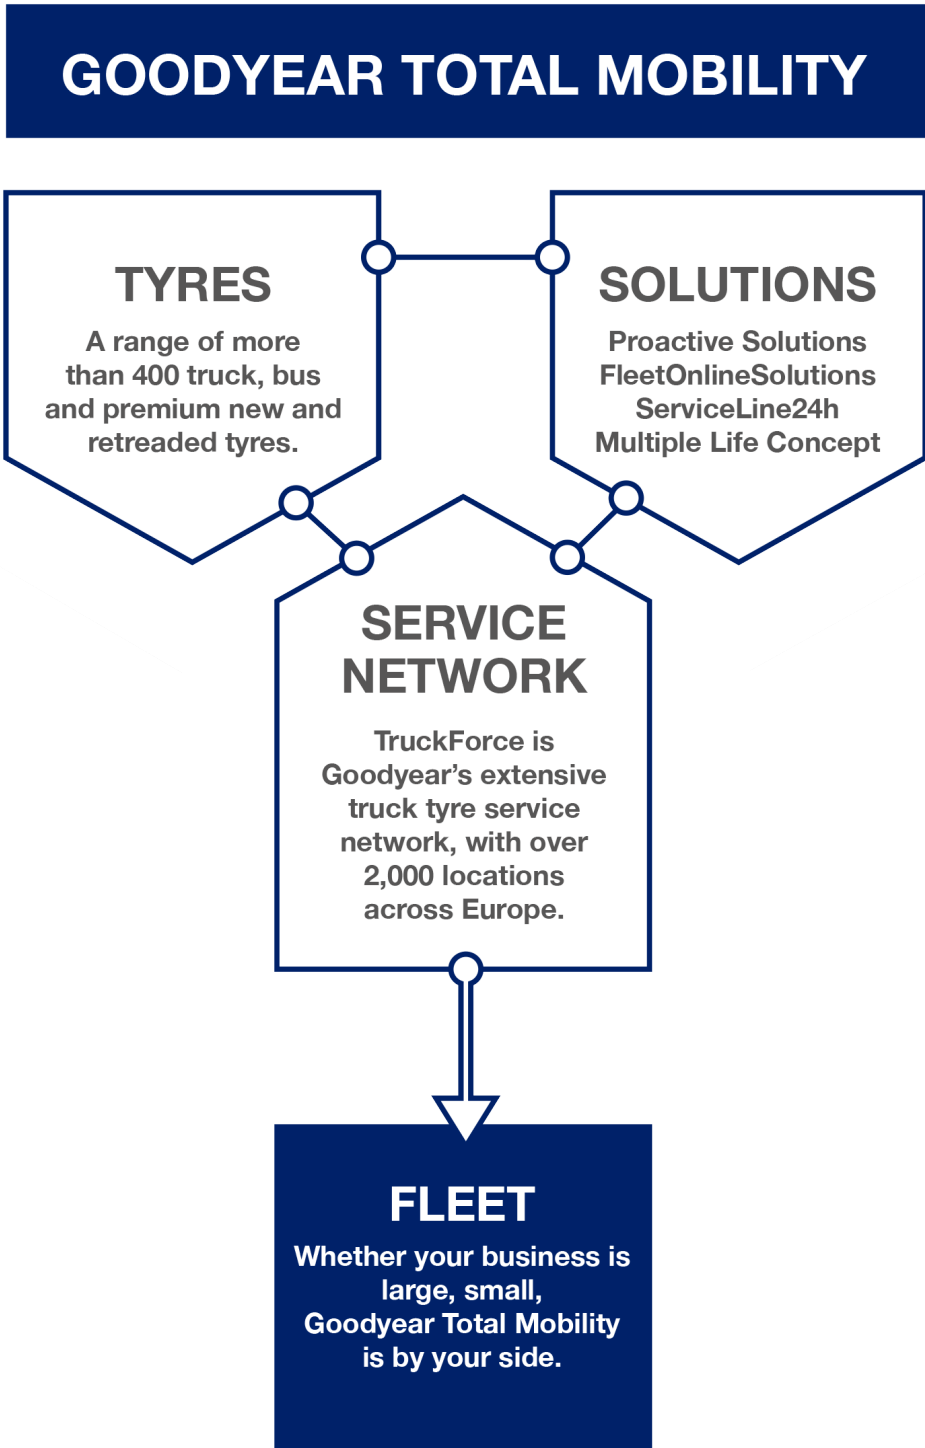 GOODYEAR TOTAL MOBILITY
TYRES
A range of more
than 400 truck, bus
and premium new and
retreaded tyres.
SOLUTIONS
Proactive Solutions
FleetOnlineSolutions
ServiceLine24h
Multiple Life Concept
SERVICE
NETWORK
TruckForce is
Goodyear’s extensive
truck tyre service
network, with over
2,000 locations
across Europe.
FLEET
Whether your business is
large, small,
Goodyear Total Mobility
is by your side.